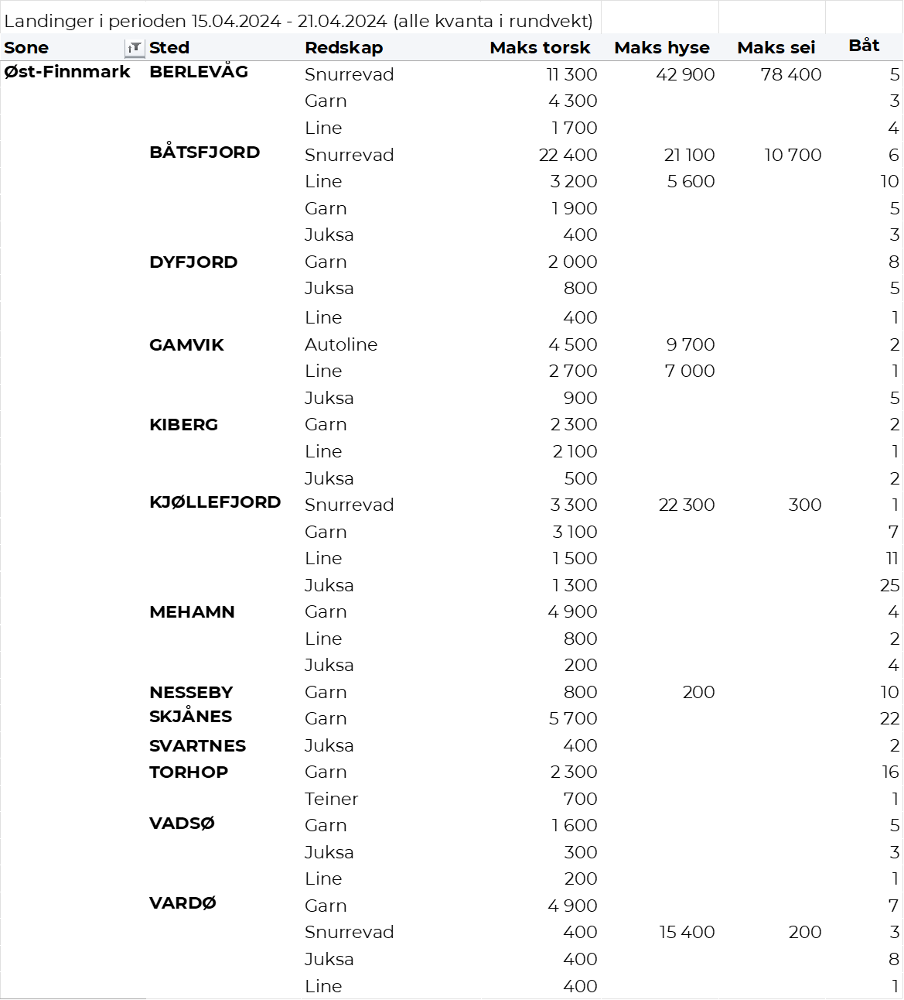 Landinger i perioden 15.04.2024 - 21.04.2024 (alle kvanta i rundvekt)
Sone Sted Redskap Maks torsk Maks hyse Maks sei Båt
Øst-Finnmark BERLEVÅG Snurrevad 11 300 42 900 78 400 5
Garn 4 300 3
Line 1 700 4
BÅTSFJORD Snurrevad 22 400 21 100 10 700 6
Line 3 200 5 600 10
Garn 1 900 5
Juksa 400 3
DYFJORD Garn 2 000 8
Juksa 800 5
Line 400 1
GAMVIK Autoline 4 500 9 700 2
Line 2 700 7 000 1
Juksa 900 5
KIBERG Garn 2 300 2
Line 2 100 1
Juksa 500 2
KJØLLEFJORD Snurrevad 3 300 22 300 300 1
Garn 3 100 7
Line 1 500 11
Juksa 1 300 25
MEHAMN Garn 4 900 4
Line 800 2
Juksa 200 4
NESSEBY Garn 800 200 10
SKJÅNES Garn 5 700 22
SVARTNES Juksa 400 2
TORHOP Garn 2 300 16
Teiner 700 1
VADSØ Garn 1 600 5
Juksa 300 3
Line 200 1
VARDØ Garn 4 900 7
Snurrevad 400 15 400 200 3
Juksa 400 8
Line 400 1